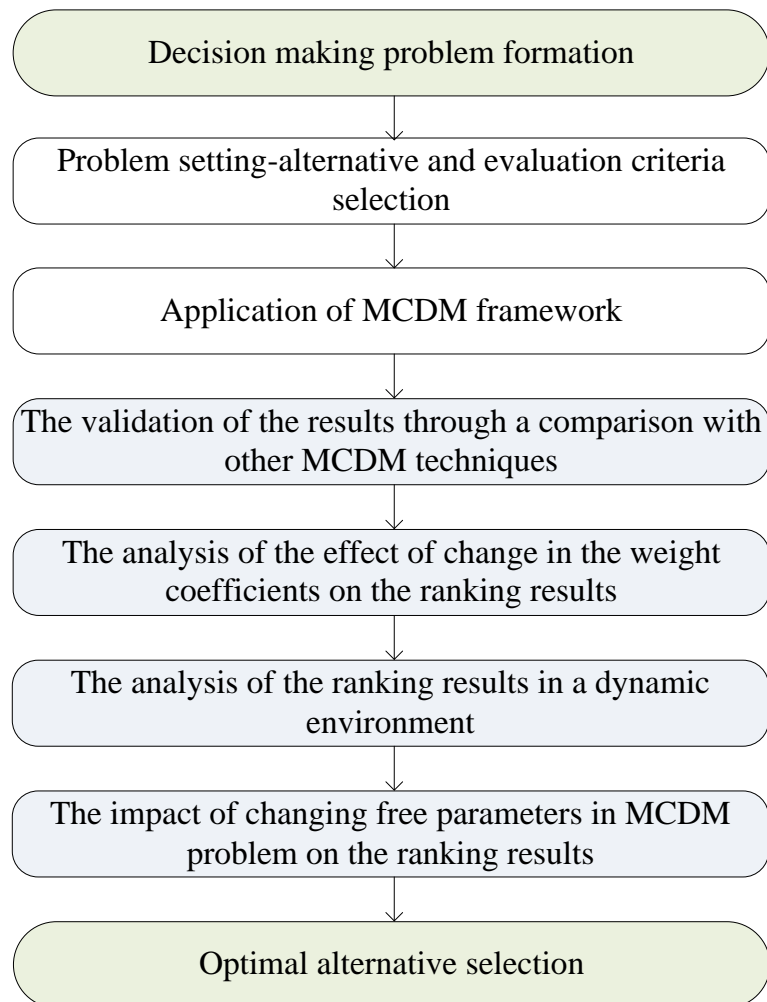 Decision making problem formation
Problem setting-alternative and evaluation criteria
selection
Application of MCDM framework
The validation of the results through a comparison with
other MCDM techniques
The analysis of the effect of change in the weight
coefficients on the ranking results
The analysis of the ranking results in a dynamic
environment
The impact of changing free parameters in MCDM
problem on the ranking results
Optimal alternative selection